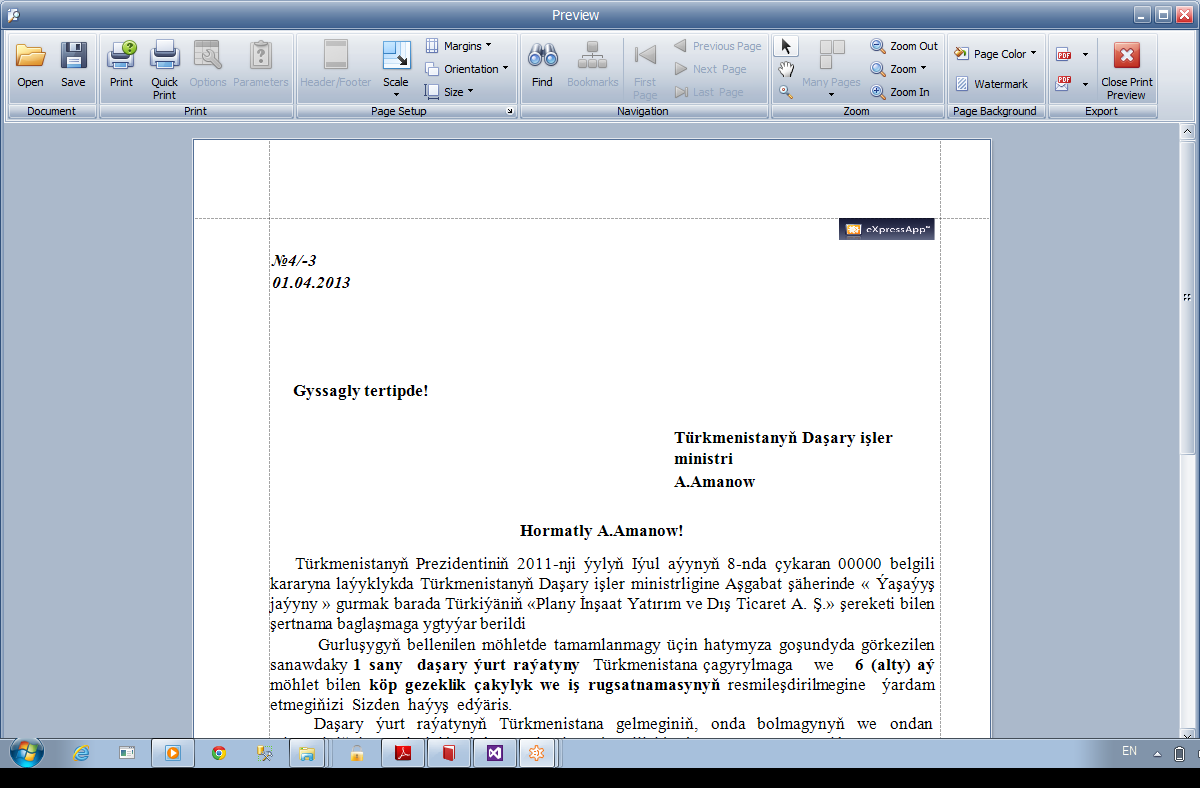 Preview
Open
Save
Document
Print
Quick Print
Options
Parameters
Print
Header/Footer
Scale
Margins
Orientation
Size
Page Setup
Find
Bookmarks
First Page
Previous Page
Next Page
Last Page
Navigation
Many Pages
Zoom Out
Zoom
Zoom In
Zoom
Page Color
Watermark
Page Background
PDF
PDF
Export
Close Print Preview
eXpressApp™
№4/-3
01.04.2013
Gyssagly tertipde!
Türkmenistanyň Daşary işler
ministri
A.Amanow
Hormatly A.Amanow!
Türkmenistanyň Prezidentiniň 2011-nji ýylyň Iýul aýynyň 8-nda çykaran 00000 belgili
kararyna laýyklykda Türkmenistanyň Daşary işler ministrligine Aşgabat şäherinde « Ýaşaýyş
jaýyny » gurmak barada Türkiýäniň «Plany İnşaat Yatırım ve Dış Ticaret A. Ş.» şereketi bilen
şertnama baglaşmaga ygtyýar berildi
Gurluşygyň bellenilen möhletde tamamlanmagy üçin hatymyza goşundyda görkezilen
sanawdaky 1 sany daşary ýurt raýatyny Türkmenistana çagyrylmaga we 6 (alty) aý
möhlet bilen köp gezeklik çakylyk we iş rugsatnamasynyň resmileşdirilmegine ýardam
etmegiňizi Sizden haýyş edýäris.
Daşary ýurt raýatynyň Türkmenistana gelmeginiň, onda bolmagynyň we ondan
EN